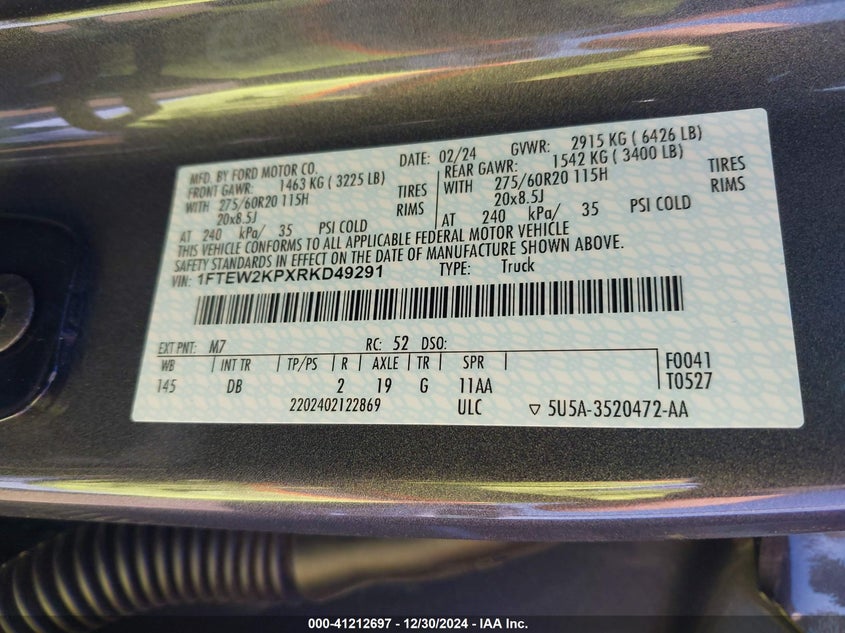 MFD. BY FORD MOTOR CO. DATE: 02/24 GVWR: 2915 KG ( 6426 LB)
FRONT GAWR: 1463 KG ( 3225 LB) REAR GAWR: 1542 KG ( 3400 LB)
WITH 275/60R20 115H TIRES WITH 275/60R20 115H TIRES
20x8.5J RIMS 20x8.5J RIMS
AT 240 kPa/ 35 PSI COLD AT 240 kPa/ 35 PSI COLD
THIS VEHICLE CONFORMS TO ALL APPLICABLE FEDERAL MOTOR VEHICLE
SAFETY STANDARDS IN EFFECT ON THE DATE OF MANUFACTURE SHOWN ABOVE.
VIN: 1FTEW2KPXRKD49291 TYPE: Truck
EXT PNT: M7 RC: 52 DSO:
WB INT TR TP/PS R AXLE TR SPR F0041
145 DB 2 19 G 11AA T0527
2202402122869 ULC ▽ 5U5A-3520472-AA
000-41212697 - 12/30/2024 - IAA Inc.